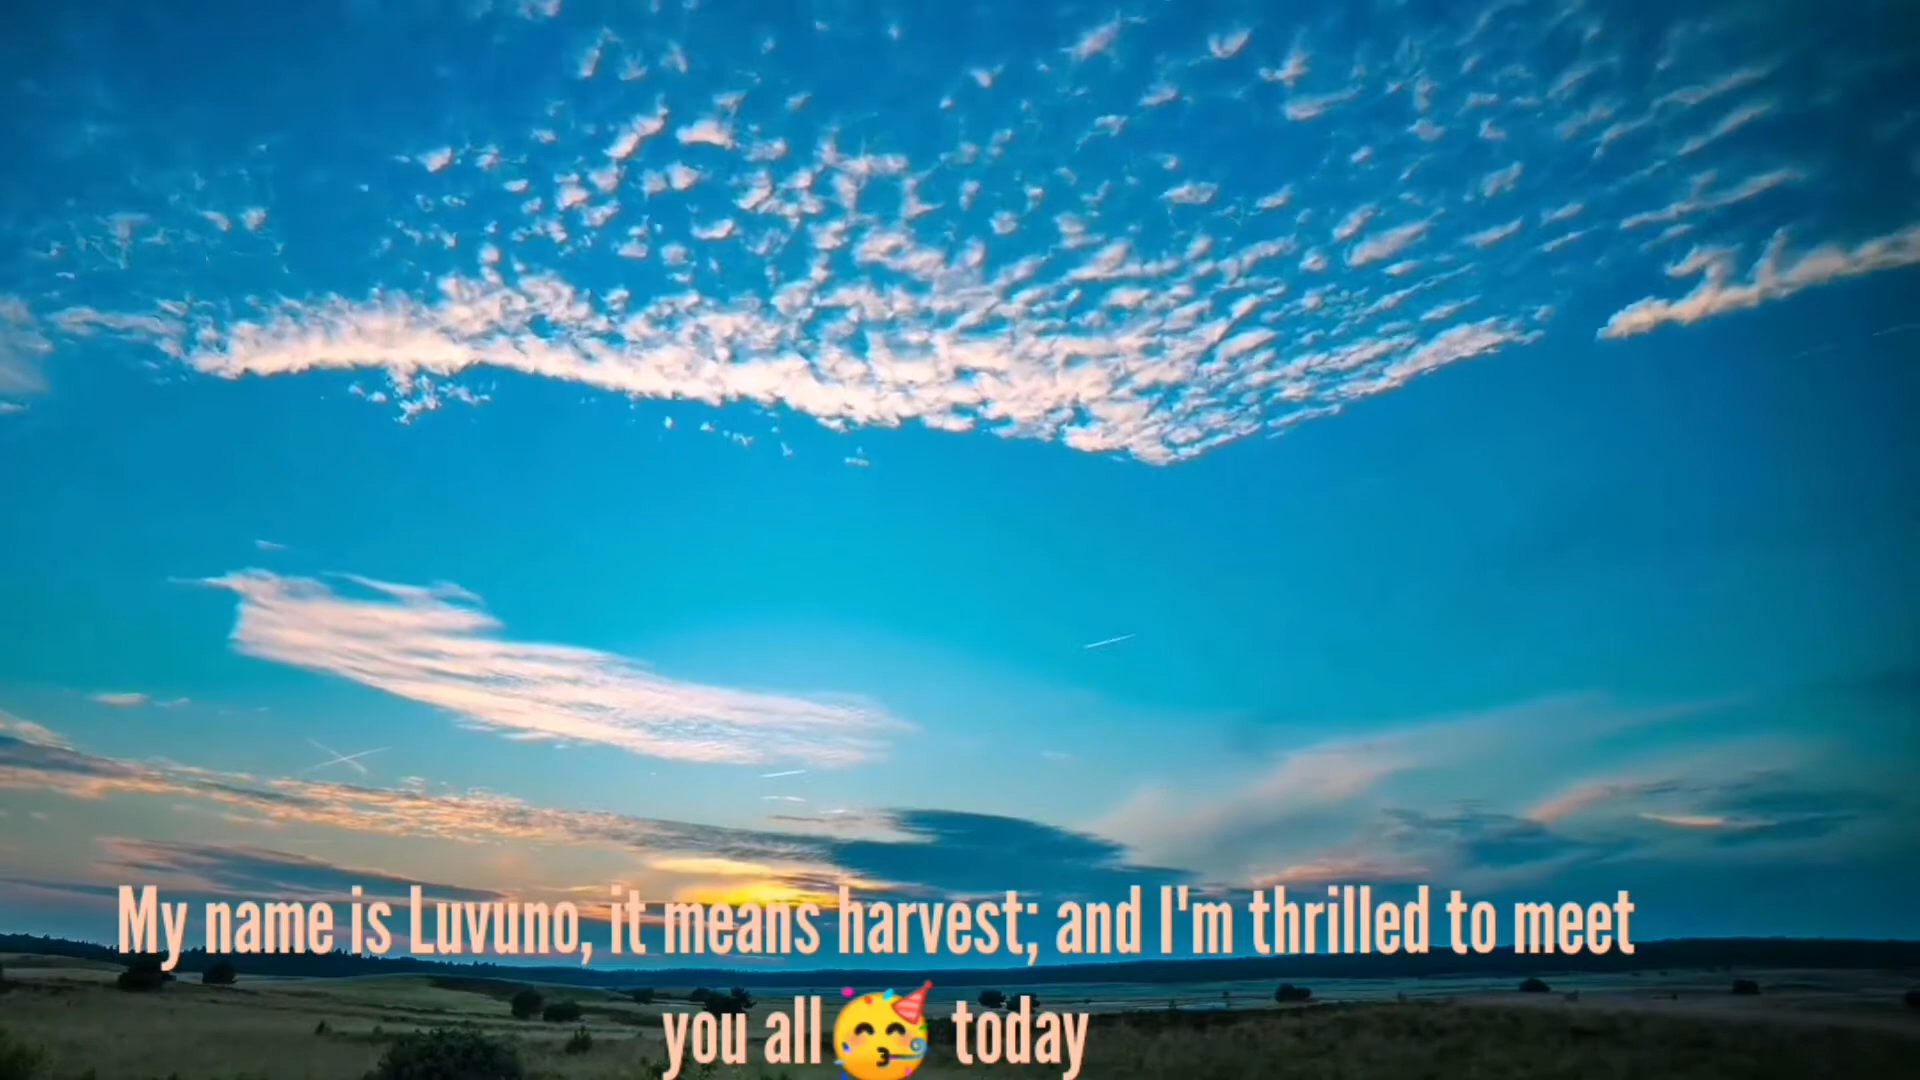 My name is Luvuno, it means harvest; and I'm thrilled to meet
you all🥳 today